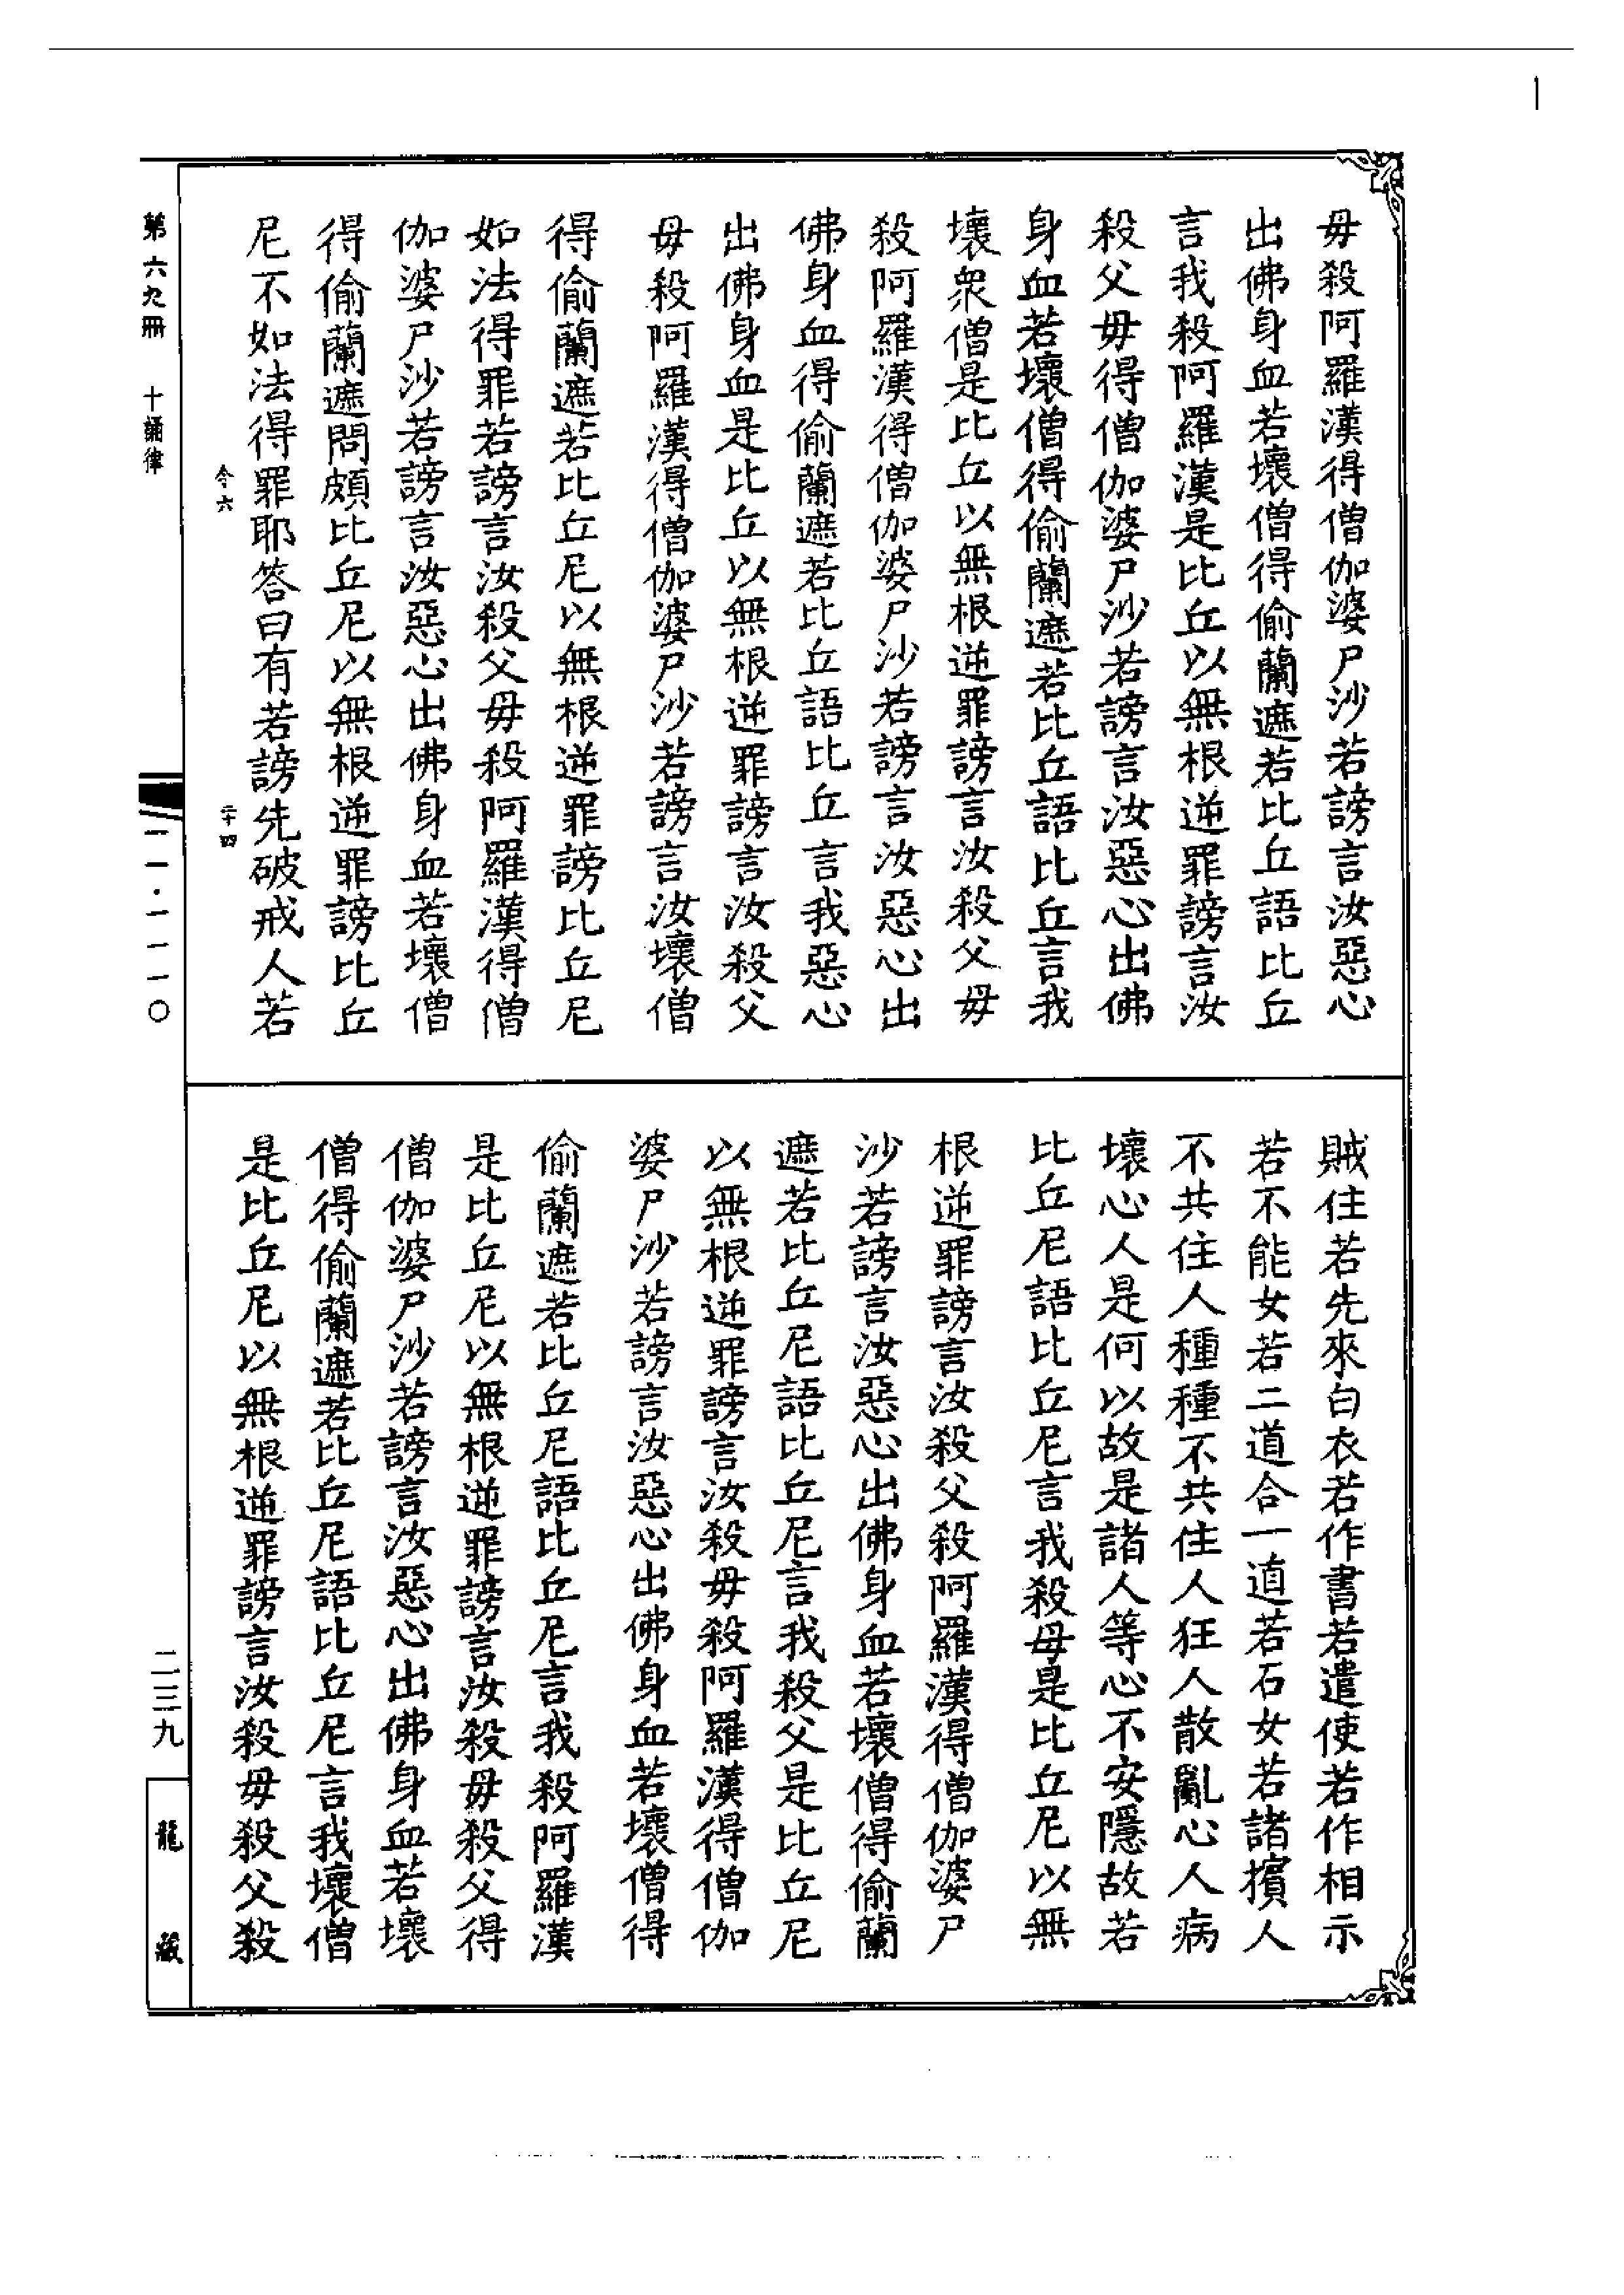 毋殺阿羅漢得僧伽婆尸沙若謗言汝惡心
出佛身血若壞僧得偷蘭遮若比丘語比丘
言我殺阿羅漢是比丘以無根逆罪謗言汝
殺父毋得僧伽婆尸沙若謗言汝惡心出佛
身血若壞僧得偷蘭遮若比丘語比丘言我
壞衆僧是比丘以無根逆罪謗言汝殺父毋
殺阿羅漢得僧伽婆尸沙若謗言汝惡心出
佛身血得偷蘭遮若比丘語比丘言我惡心
出佛身血是比丘以無根逆罪謗言汝殺父
毋殺阿羅漢得僧伽婆尸沙若謗言汝壞僧
得偷蘭遮若比丘尼以無根逆罪謗比丘尼
如法得罪若謗言汝殺父毋殺阿羅漢得僧
伽婆尸沙若謗言汝惡心出佛身血若壞僧
得偷蘭遮問頗比丘尼以無根逆罪謗比丘
尼不如法得罪耶答曰有若謗先破戒人若
令六
二十四
賊住若先來白衣若作書若遣使若作相示
若不能女若二道合一道若石女若諸擯人
不共住人種種不共住人狂人散亂心人病
壞心人是何以故是諸人等心不安隱故若
比丘尼語比丘尼言我殺母是比丘尼以無
根逆罪謗言汝殺父殺阿羅漢得僧伽婆尸
沙若謗言汝惡心出佛身血若壞僧得偷蘭
遮若比丘尼語比丘尼言我殺父是比丘尼
以無根逆罪謗言汝殺毋殺阿羅漢得僧伽
婆尸沙若謗言汝惡心出佛身血若壞僧得
偷蘭遮若比丘尼語比丘尼言我殺阿羅漢
是比丘尼以無根逆罪謗言汝殺毋殺父得
僧伽婆尸沙若謗言汝惡心出佛身血若壞
僧得偷蘭遮若比丘尼語比丘尼言我壞僧
是比丘尼以無根逆罪謗言汝殺毋殺父殺
第六九冊 十誦律
一一·一一一〇
二三九
龍藏